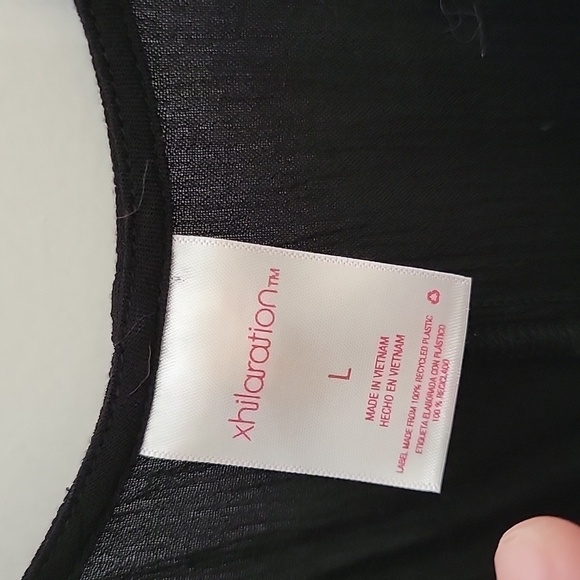 xhilaration™
L
MADE IN VIETNAM
HECHO EN VIETNAM
LABEL MADE FROM 100% RECYCLED PLASTIC
ETIQUETA ELABORADA CON PLÁSTICO
100 % RECICLADO